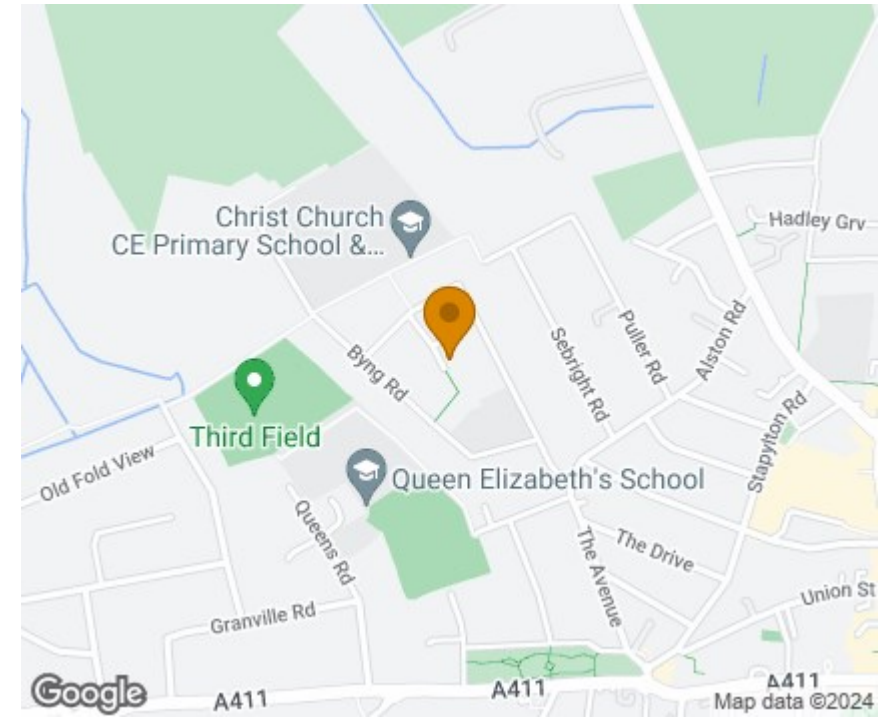 Christ Church
CE Primary School &...
Hadley Grv
Alston Rd
Puller Rd
Sebright Rd
Byng Rd
Third Field
Stapylton Rd
Old Fold View
Queen Elizabeth's School
Queens Rd
The Drive
The Avenue
Union St
Granville Rd
Google
A411
A411
A411
Map data ©2024